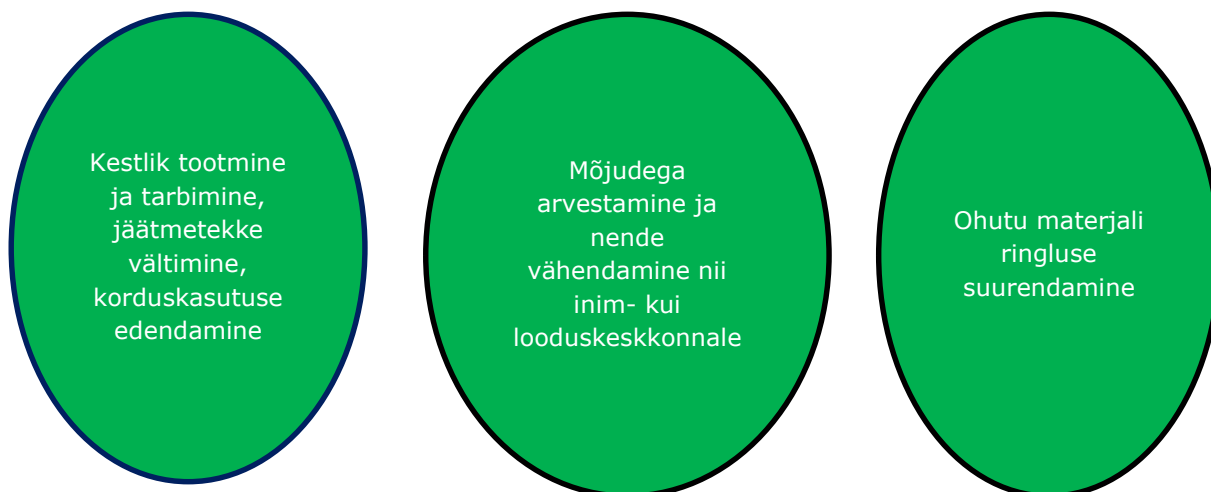 Kestlik tootmine
ja tarbimine,
jäätmetekke
vältimine,
korduskasutuse
edendamine
Mõjudega
arvestamine ja
nende
vähendamine nii
inim- kui
looduskeskkonnale
Ohutu materjali
ringluse
suurendamine